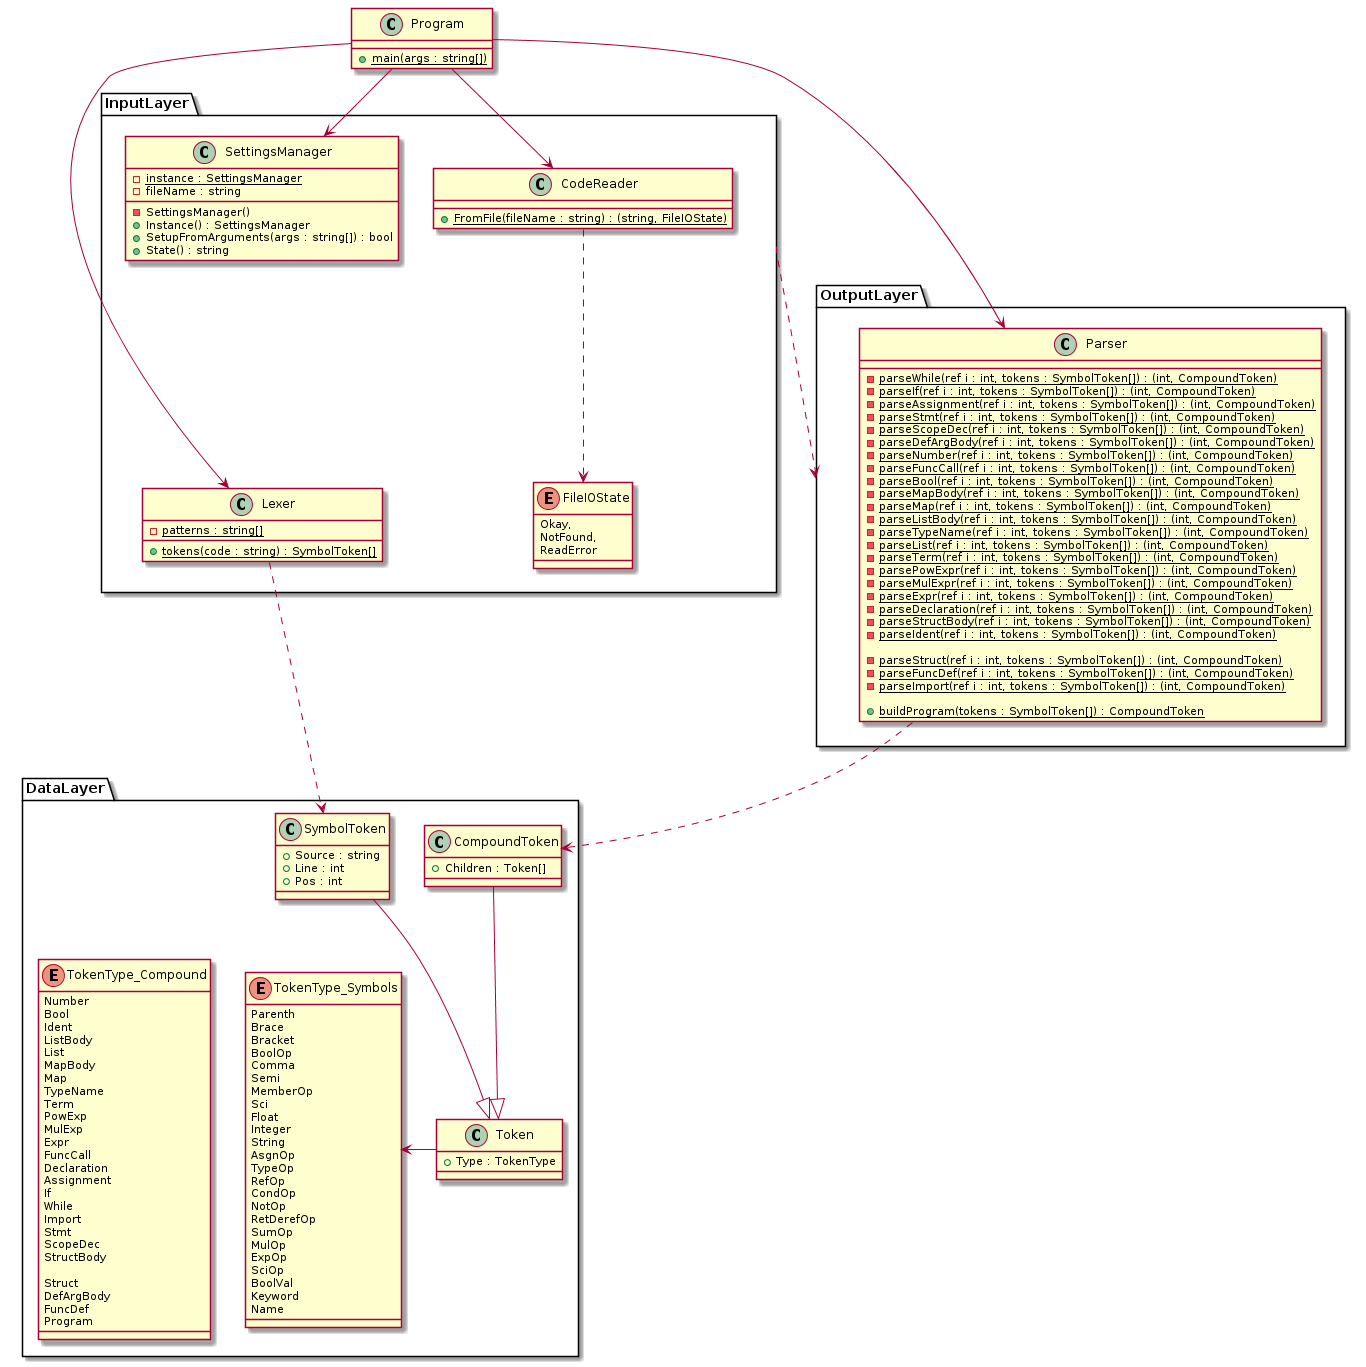 C Program
main(args : string[])
InputLayer
C SettingsManager
instance : SettingsManager
fileName : string
SettingsManager()
Instance() : SettingsManager
SetupFromArguments(args : string[]) : bool
State() : string
C CodeReader
FromFile(fileName : string) : (string, FileIOState)
C Lexer
patterns : string[]
tokens(code : string) : SymbolToken[]
E FileIOState
Okay,
NotFound,
ReadError
OutputLayer
C Parser
parseWhile(ref i : int, tokens : SymbolToken[]) : (int, CompoundToken)
parseIf(ref i : int, tokens : SymbolToken[]) : (int, CompoundToken)
parseAssignment(ref i : int, tokens : SymbolToken[]) : (int, CompoundToken)
parseStmt(ref i : int, tokens : SymbolToken[]) : (int, CompoundToken)
parseScopeDec(ref i : int, tokens : SymbolToken[]) : (int, CompoundToken)
parseDefArgBody(ref i : int, tokens : SymbolToken[]) : (int, CompoundToken)
parseNumber(ref i : int, tokens : SymbolToken[]) : (int, CompoundToken)
parseFuncCall(ref i : int, tokens : SymbolToken[]) : (int, CompoundToken)
parseBool(ref i : int, tokens : SymbolToken[]) : (int, CompoundToken)
parseMapBody(ref i : int, tokens : SymbolToken[]) : (int, CompoundToken)
parseMap(ref i : int, tokens : SymbolToken[]) : (int, CompoundToken)
parseListBody(ref i : int, tokens : SymbolToken[]) : (int, CompoundToken)
parseTypeName(ref i : int, tokens : SymbolToken[]) : (int, CompoundToken)
parseList(ref i : int, tokens : SymbolToken[]) : (int, CompoundToken)
parseTerm(ref i : int, tokens : SymbolToken[]) : (int, CompoundToken)
parsePowExpr(ref i : int, tokens : SymbolToken[]) : (int, CompoundToken)
parseMulExpr(ref i : int, tokens : SymbolToken[]) : (int, CompoundToken)
parseExpr(ref i : int, tokens : SymbolToken[]) : (int, CompoundToken)
parseDeclaration(ref i : int, tokens : SymbolToken[]) : (int, CompoundToken)
parseStructBody(ref i : int, tokens : SymbolToken[]) : (int, CompoundToken)
parseIdent(ref i : int, tokens : SymbolToken[]) : (int, CompoundToken)
parseStruct(ref i : int, tokens : SymbolToken[]) : (int, CompoundToken)
parseFuncDef(ref i : int, tokens : SymbolToken[]) : (int, CompoundToken)
parseImport(ref i : int, tokens : SymbolToken[]) : (int, CompoundToken)
buildProgram(tokens : SymbolToken[]) : CompoundToken
DataLayer
C SymbolToken
Source : string
Line : int
Pos : int
C CompoundToken
Children : Token[]
E TokenType_Compound
Number
Bool
Ident
ListBody
List
MapBody
Map
TypeName
Term
PowExp
MulExp
Expr
FuncCall
Declaration
Assignment
If
While
Import
Stmt
ScopeDec
StructBody
Struct
DefArgBody
FuncDef
Program
E TokenType_Symbols
Parenth
Brace
Bracket
BoolOp
Comma
Semi
MemberOp
Sci
Float
Integer
String
AsgnOp
TypeOp
RefOp
CondOp
NotOp
RetDerefOp
SumOp
MulOp
ExpOp
SciOp
BoolVal
Keyword
Name
C Token
Type : TokenType